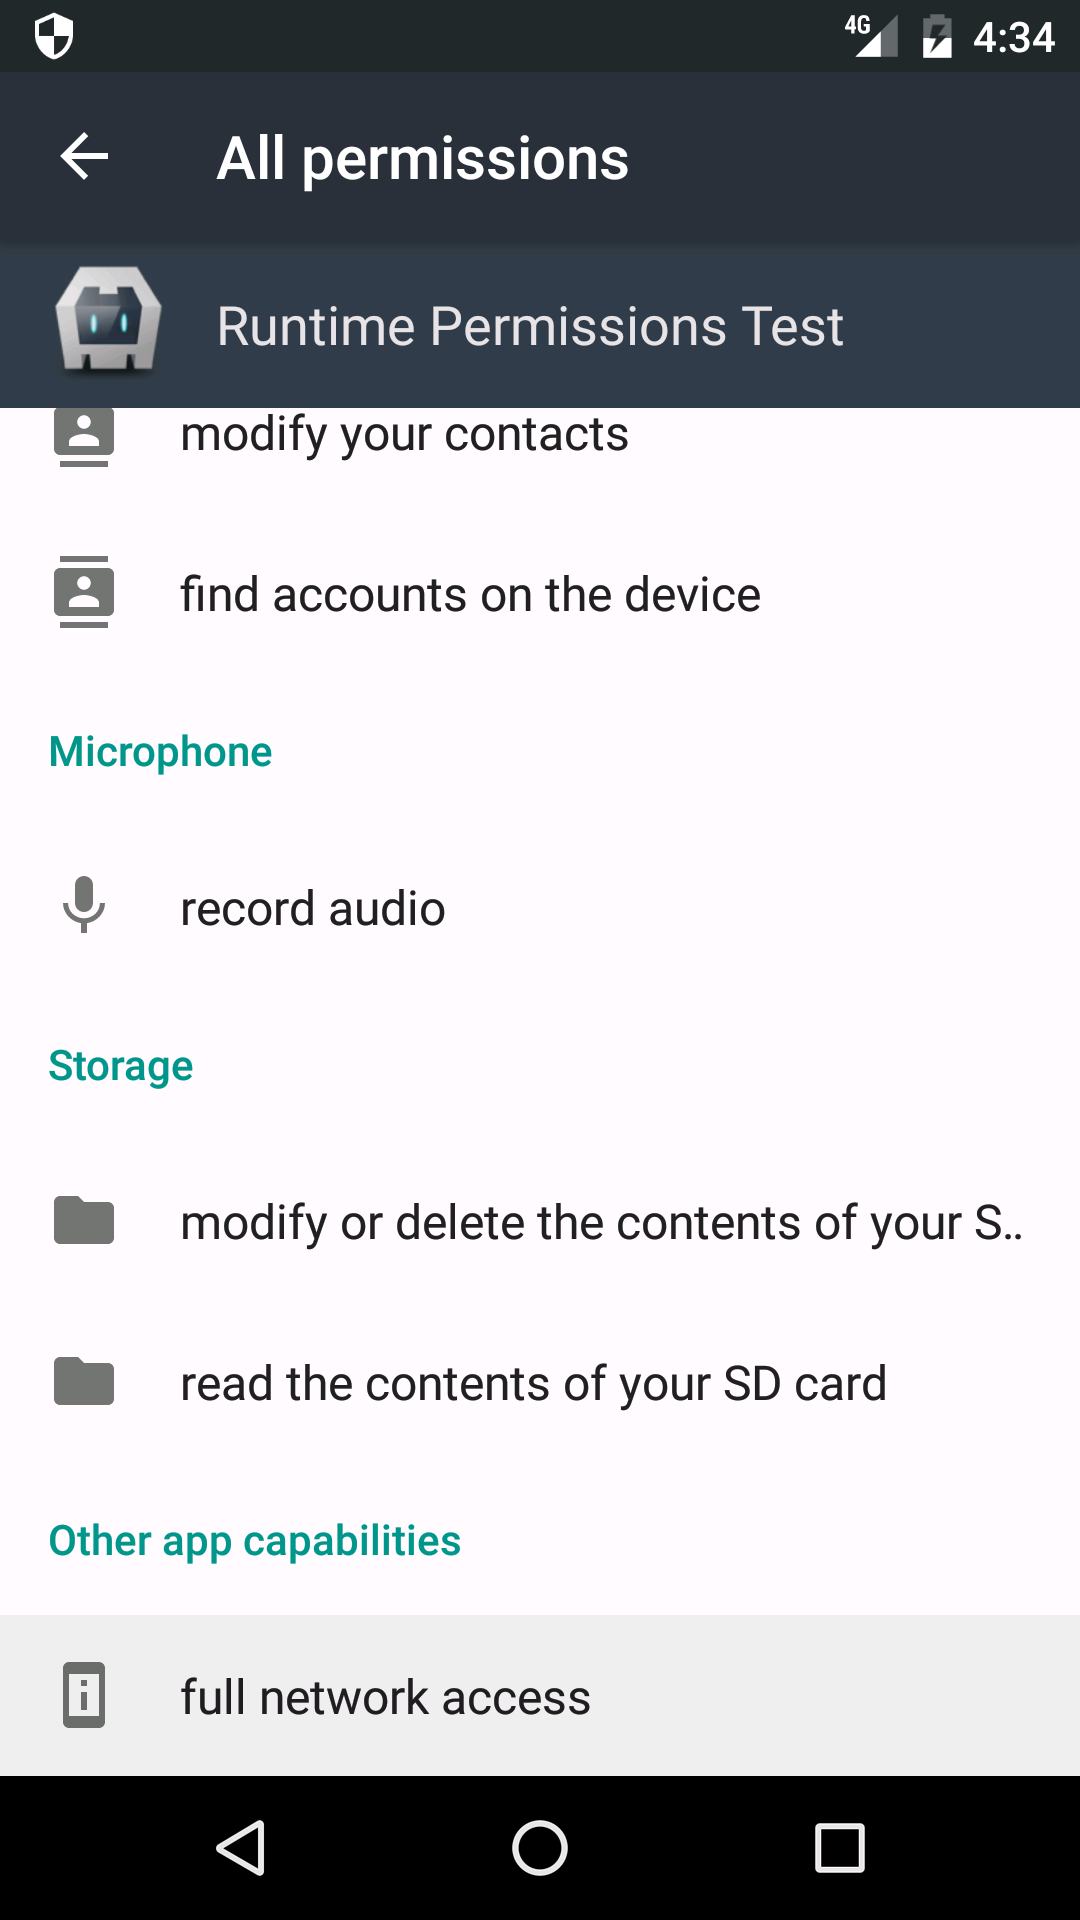 4G 4:34
All permissions
Runtime Permissions Test
modify your contacts
find accounts on the device
Microphone
record audio
Storage
modify or delete the contents of your S..
read the contents of your SD card
Other app capabilities
full network access